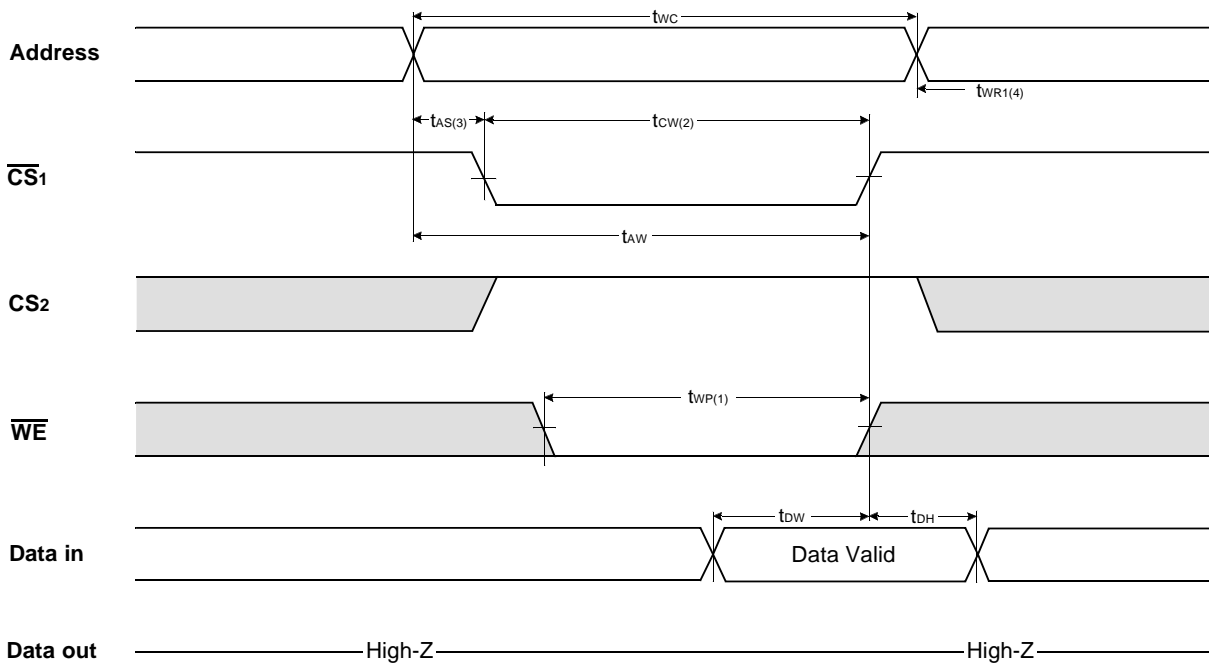 tWC
Address
tWR1(4)
tAS(3) tCW(2)
CS1
tAW
CS2
tWP(1)
WE
tDW tDH
Data in Data Valid
Data out High-Z High-Z